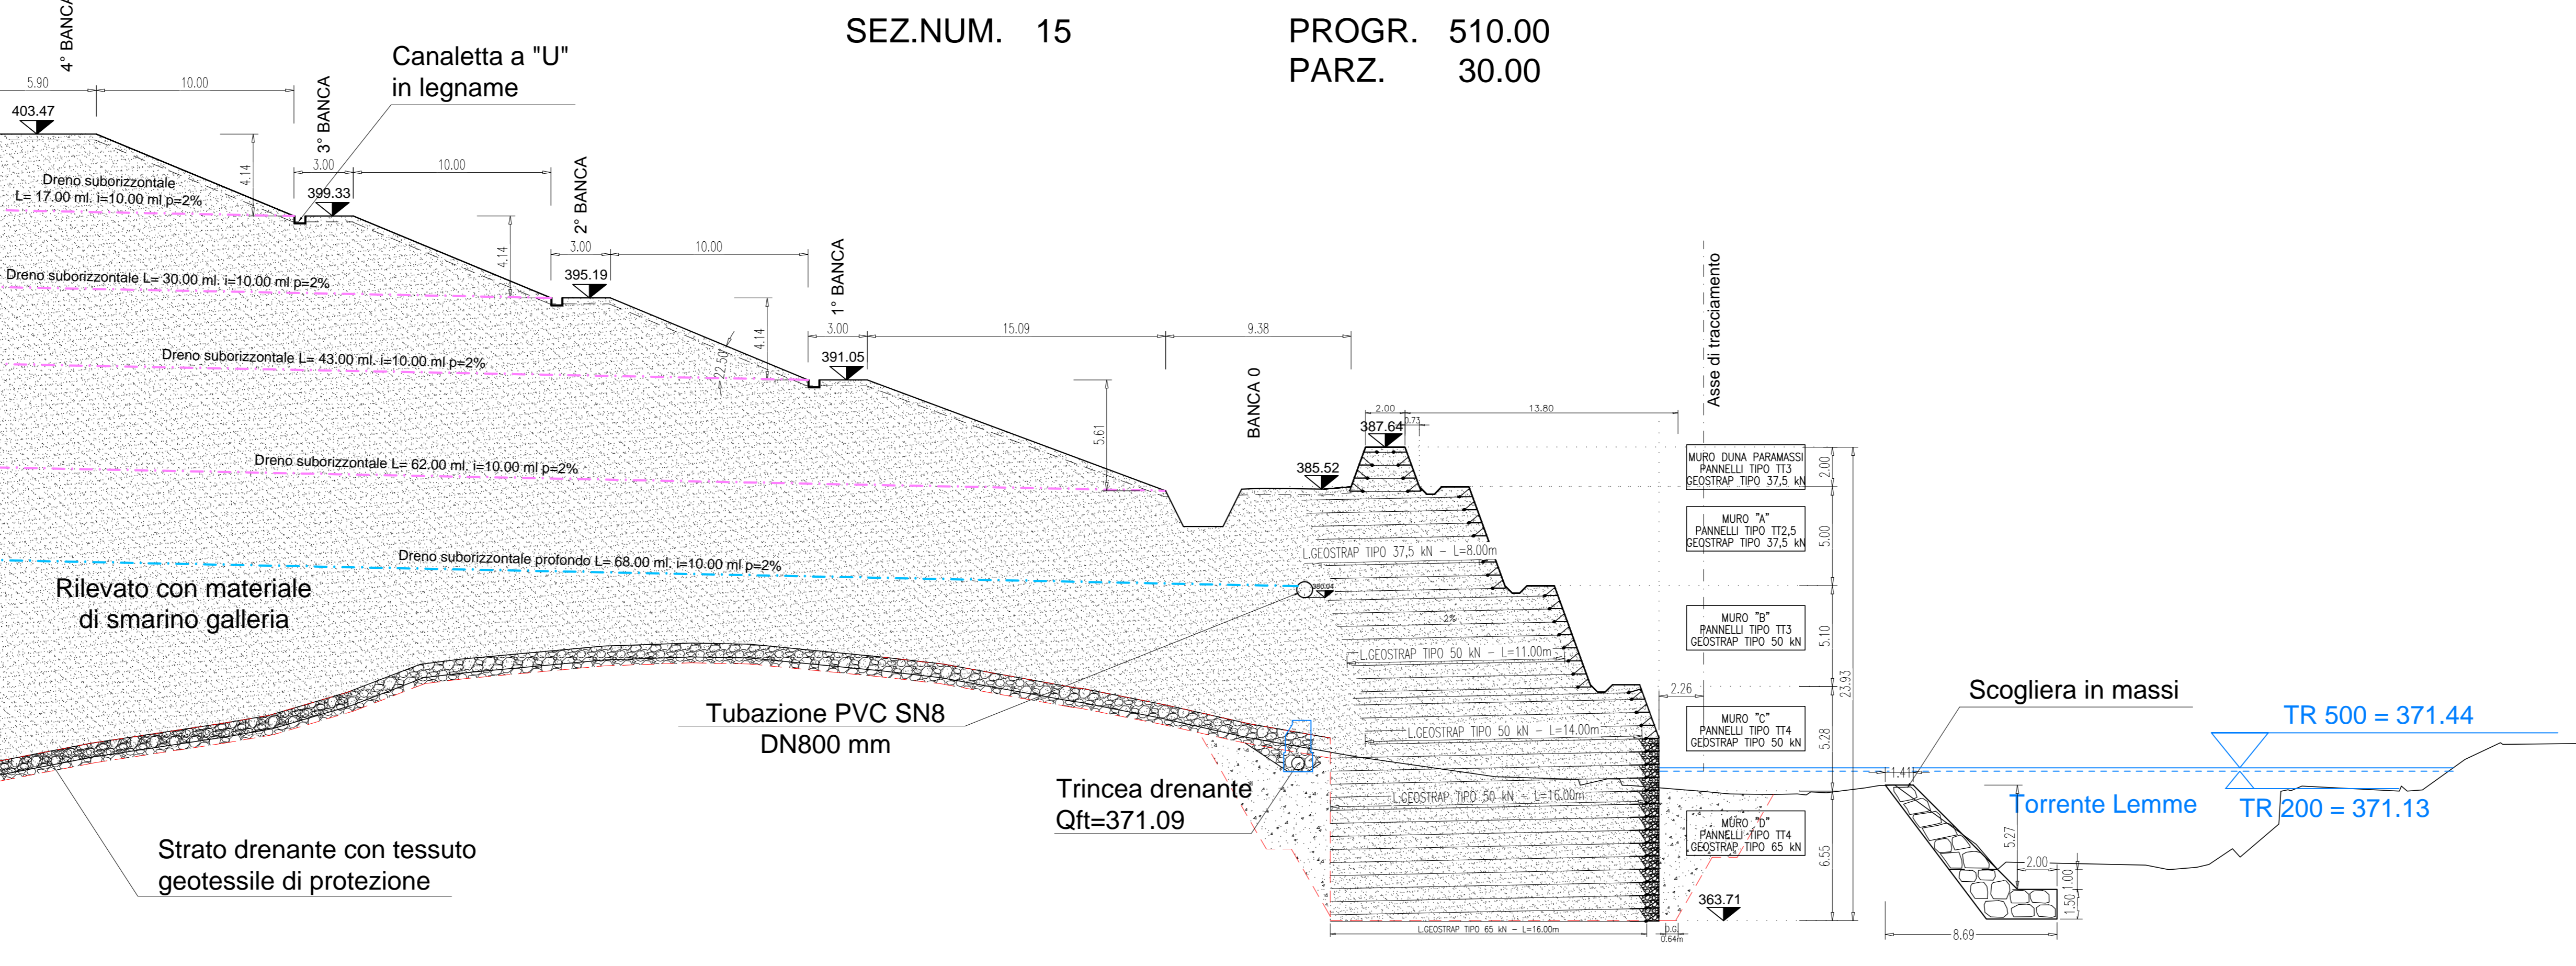 SEZ.NUM. 15
PROGR. 510.00
PARZ. 30.00
4° BANCA
5.90
10.00
403.47
Canaletta a "U"
in legname
3° BANCA
3.00
10.00
4.14
399.33
Dreno suborizzontale
L= 17.00 ml. i=10.00 ml p=2%
2° BANCA
3.00
10.00
4.14
395.19
Dreno suborizzontale L= 30.00 ml. i=10.00 ml p=2%
1° BANCA
3.00
15.09
9.38
4.14
22.50
391.05
Dreno suborizzontale L= 43.00 ml. i=10.00 ml p=2%
BANCA 0
5.61
Asse di tracciamento
2.00
13.80
0.73
387.64
385.52
Dreno suborizzontale L= 62.00 ml. i=10.00 ml p=2%
MURO DUNA PARAMASSI
PANNELLI TIPO TT3
GEOSTRAP TIPO 37,5 kN
2.00
MURO "A"
PANNELLI TIPO TT2,5
GEOSTRAP TIPO 37,5 kN
5.00
L.GEOSTRAP TIPO 37,5 kN – L=8.00m
Dreno suborizzontale profondo L= 68.00 ml. i=10.00 ml p=2%
Rilevato con materiale
di smarino galleria
2%
MURO "B"
PANNELLI TIPO TT3
GEOSTRAP TIPO 50 kN
5.10
23.93
L.GEOSTRAP TIPO 50 kN – L=11.00m
2.26
Tubazione PVC SN8
DN800 mm
L.GEOSTRAP TIPO 50 kN – L=14.00m
MURO "C"
PANNELLI TIPO TT4
GEOSTRAP TIPO 50 kN
5.28
Scogliera in massi
TR 500 = 371.44
1.41
Trincea drenante
Qft=371.09
L.GEOSTRAP TIPO 50 kN – L=16.00m
Torrente Lemme
TR 200 = 371.13
MURO "D"
PANNELLI TIPO TT4
GEOSTRAP TIPO 65 kN
6.55
5.27
2.00
1.00
1.50
Strato drenante con tessuto
geotessile di protezione
363.71
L.GEOSTRAP TIPO 65 kN – L=16.00m
D.G.
0.64m
8.69